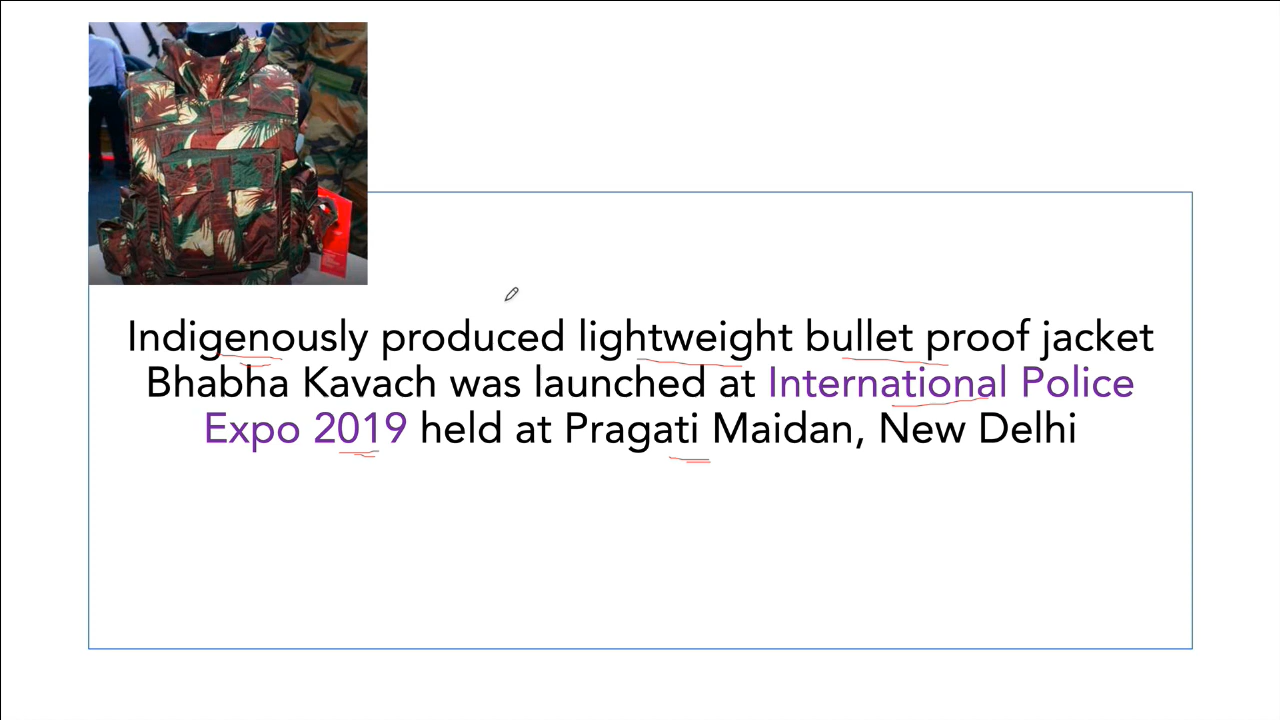 Indigenously produced lightweight bullet proof jacket
Bhabha Kavach was launched at International Police
Expo 2019 held at Pragati Maidan, New Delhi